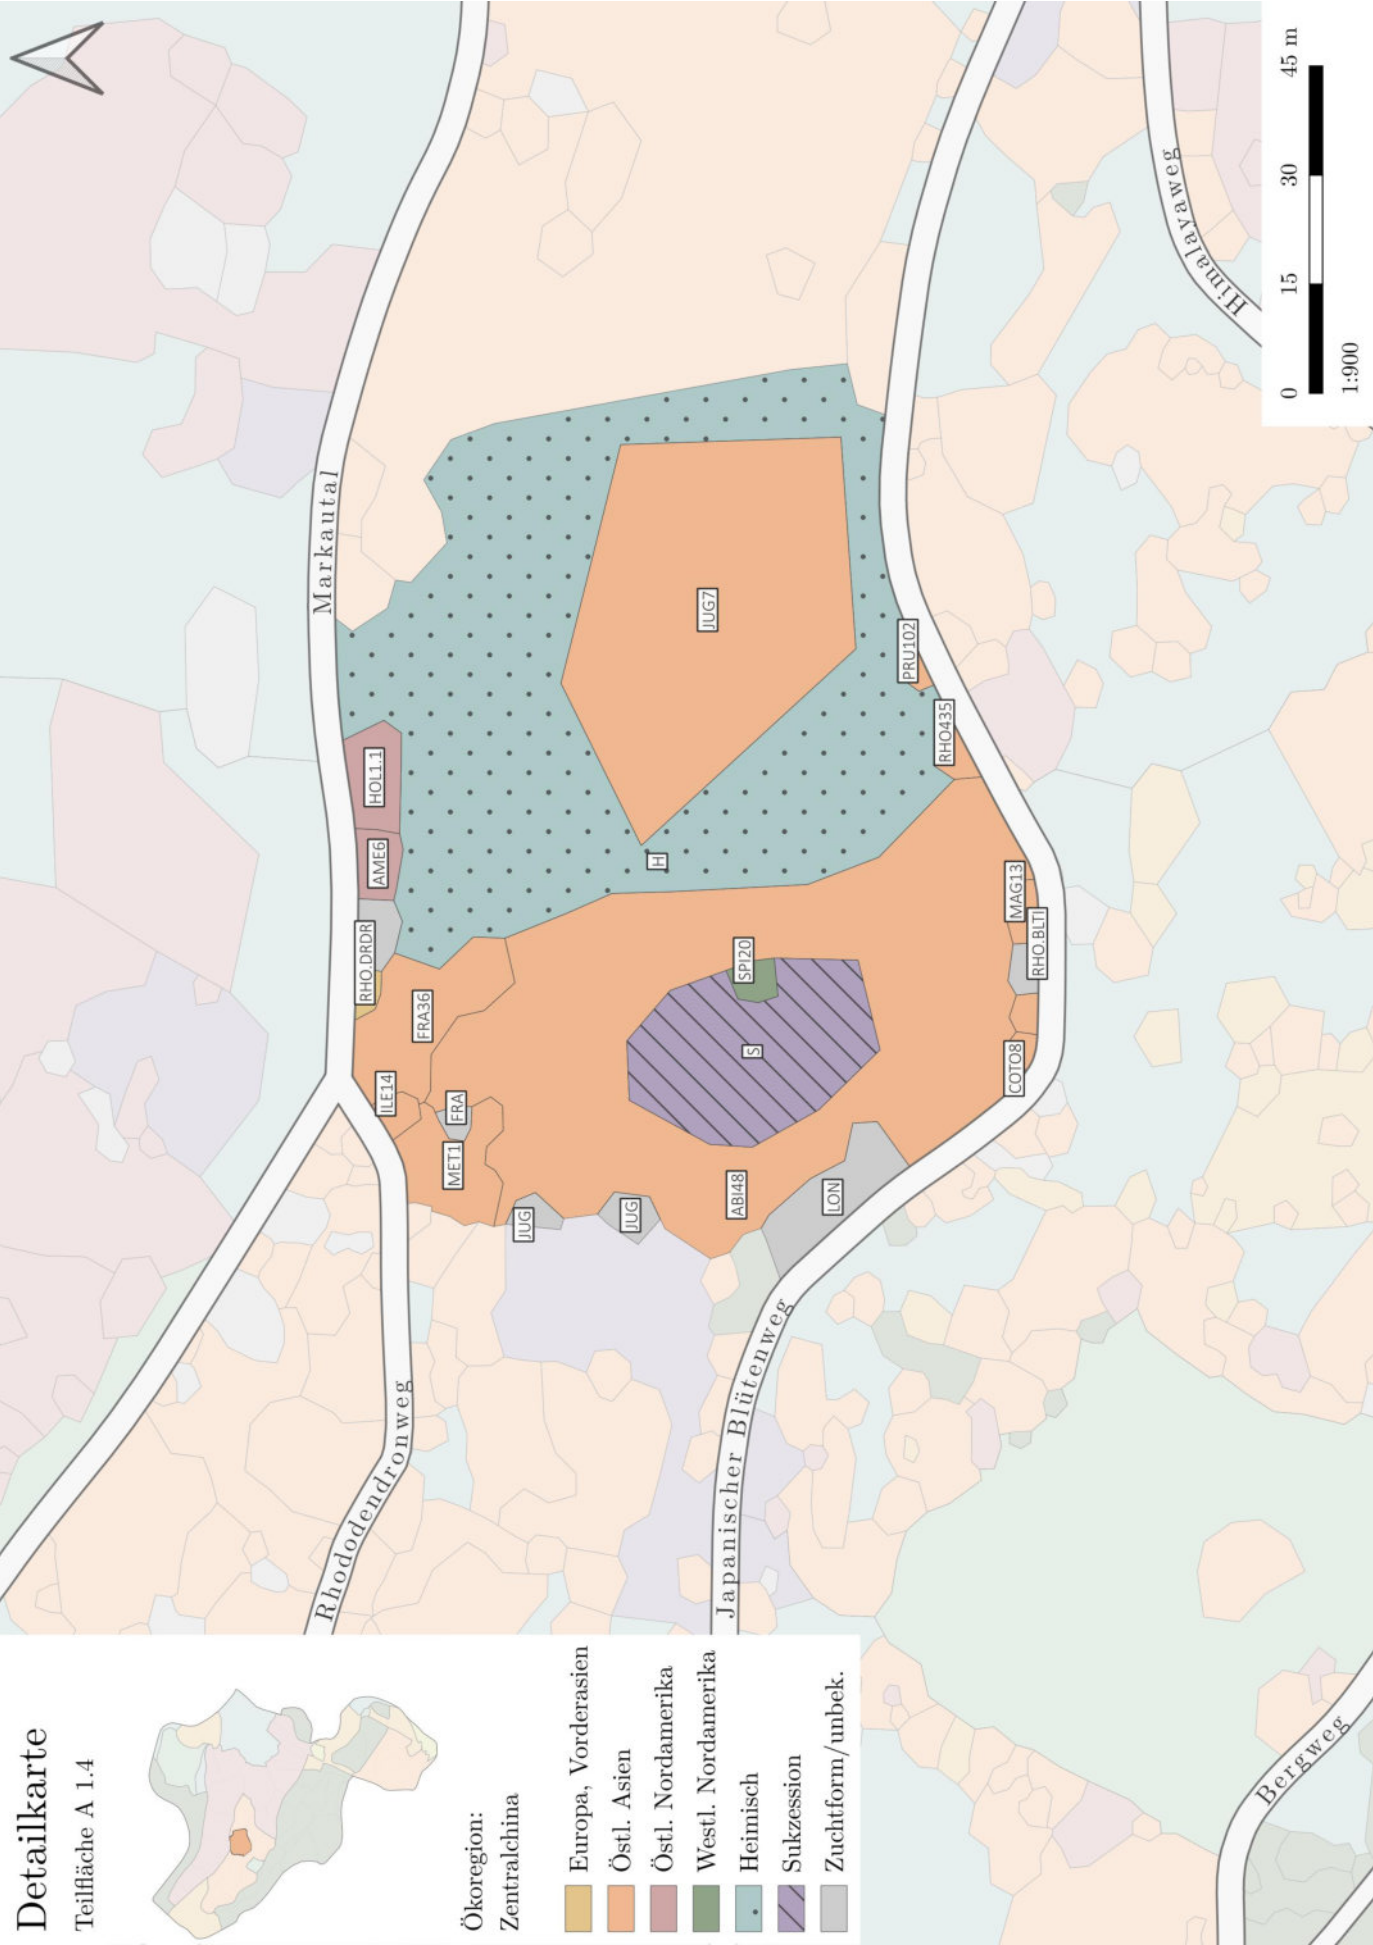 Detailkarte
Teilfläche A 1.4
Ökoregion:
Zentralchina
Europa, Vorderasien
Östl. Asien
Östl. Nordamerika
Westl. Nordamerika
Heimisch
Sukzession
Zuchtform/unbek.
Rhododendronweg
Markautal
Japanischer Blütenweg
Bergweg
Himalayaweg
RHO.DRDR
AME6
HOL1.1
ILE14
FRA36
MET1
FRA
JUG
JUG
ABI48
LON
S
SPI20
H
JUG7
PRU102
RHO435
MAG13
RHO.BLTI
COTO8
0 15 30 45 m
1:900